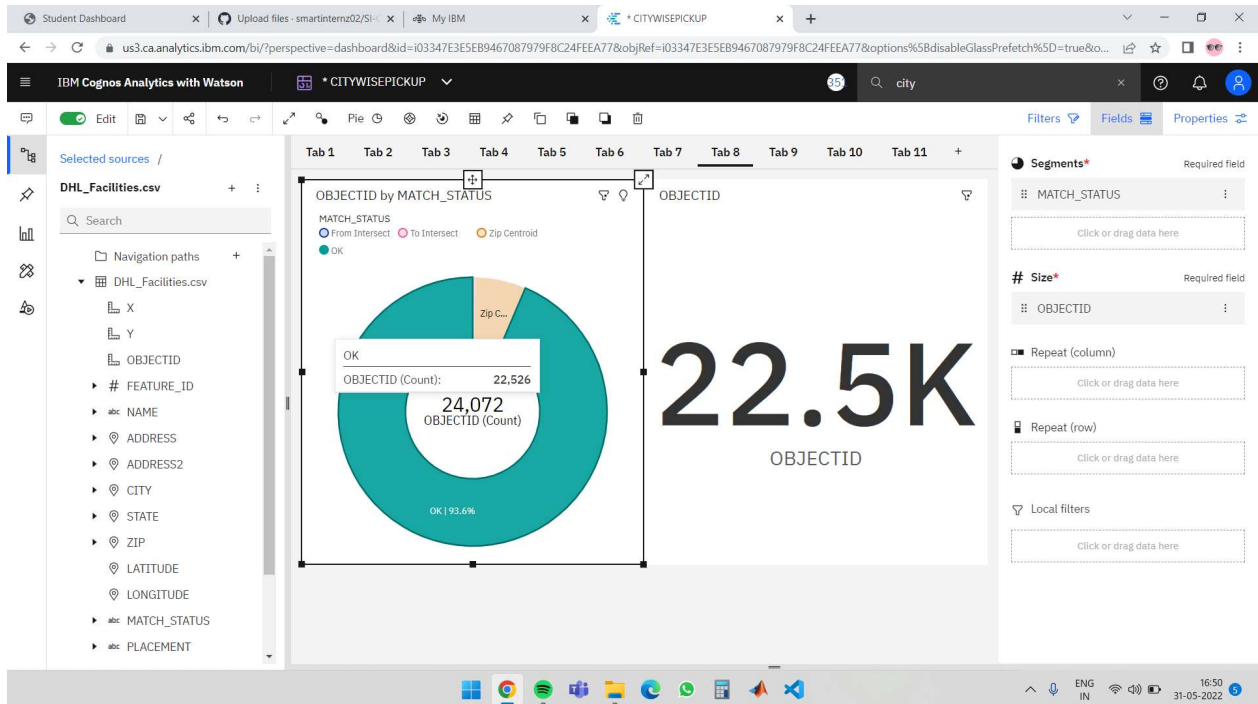 Student Dashboard
Upload files · smartinternz02/SI-
My IBM
* CITYWISEPICKUP
us3.ca.analytics.ibm.com/bi/?perspective=dashboard&id=i03347E3E5EB9467087979F8C24FEEA77&objRef=i03347E3E5EB9467087979F8C24FEEA77&options%5BdisableGlassPrefetch%5D=true&o...
IBM Cognos Analytics with Watson
* CITYWISEPICKUP
35
city
Edit
Pie
Filters
Fields
Properties
Selected sources /
DHL_Facilities.csv
Search
Navigation paths
DHL_Facilities.csv
X
Y
OBJECTID
# FEATURE_ID
abc NAME
ADDRESS
ADDRESS2
CITY
STATE
ZIP
LATITUDE
LONGITUDE
abc MATCH_STATUS
abc PLACEMENT
Tab 1 Tab 2 Tab 3 Tab 4 Tab 5 Tab 6 Tab 7 Tab 8 Tab 9 Tab 10 Tab 11 +
OBJECTID by MATCH_STATUS
MATCH_STATUS
From Intersect To Intersect Zip Centroid
OK
Zip C...
OK
OBJECTID (Count): 22,526
24,072
OBJECTID (Count)
OK | 93.6%
OBJECTID
22.5K
OBJECTID
Segments* Required field
MATCH_STATUS
Click or drag data here
# Size* Required field
OBJECTID
Repeat (column)
Click or drag data here
Repeat (row)
Click or drag data here
Local filters
Click or drag data here
ENG
IN
16:50
31-05-2022
5